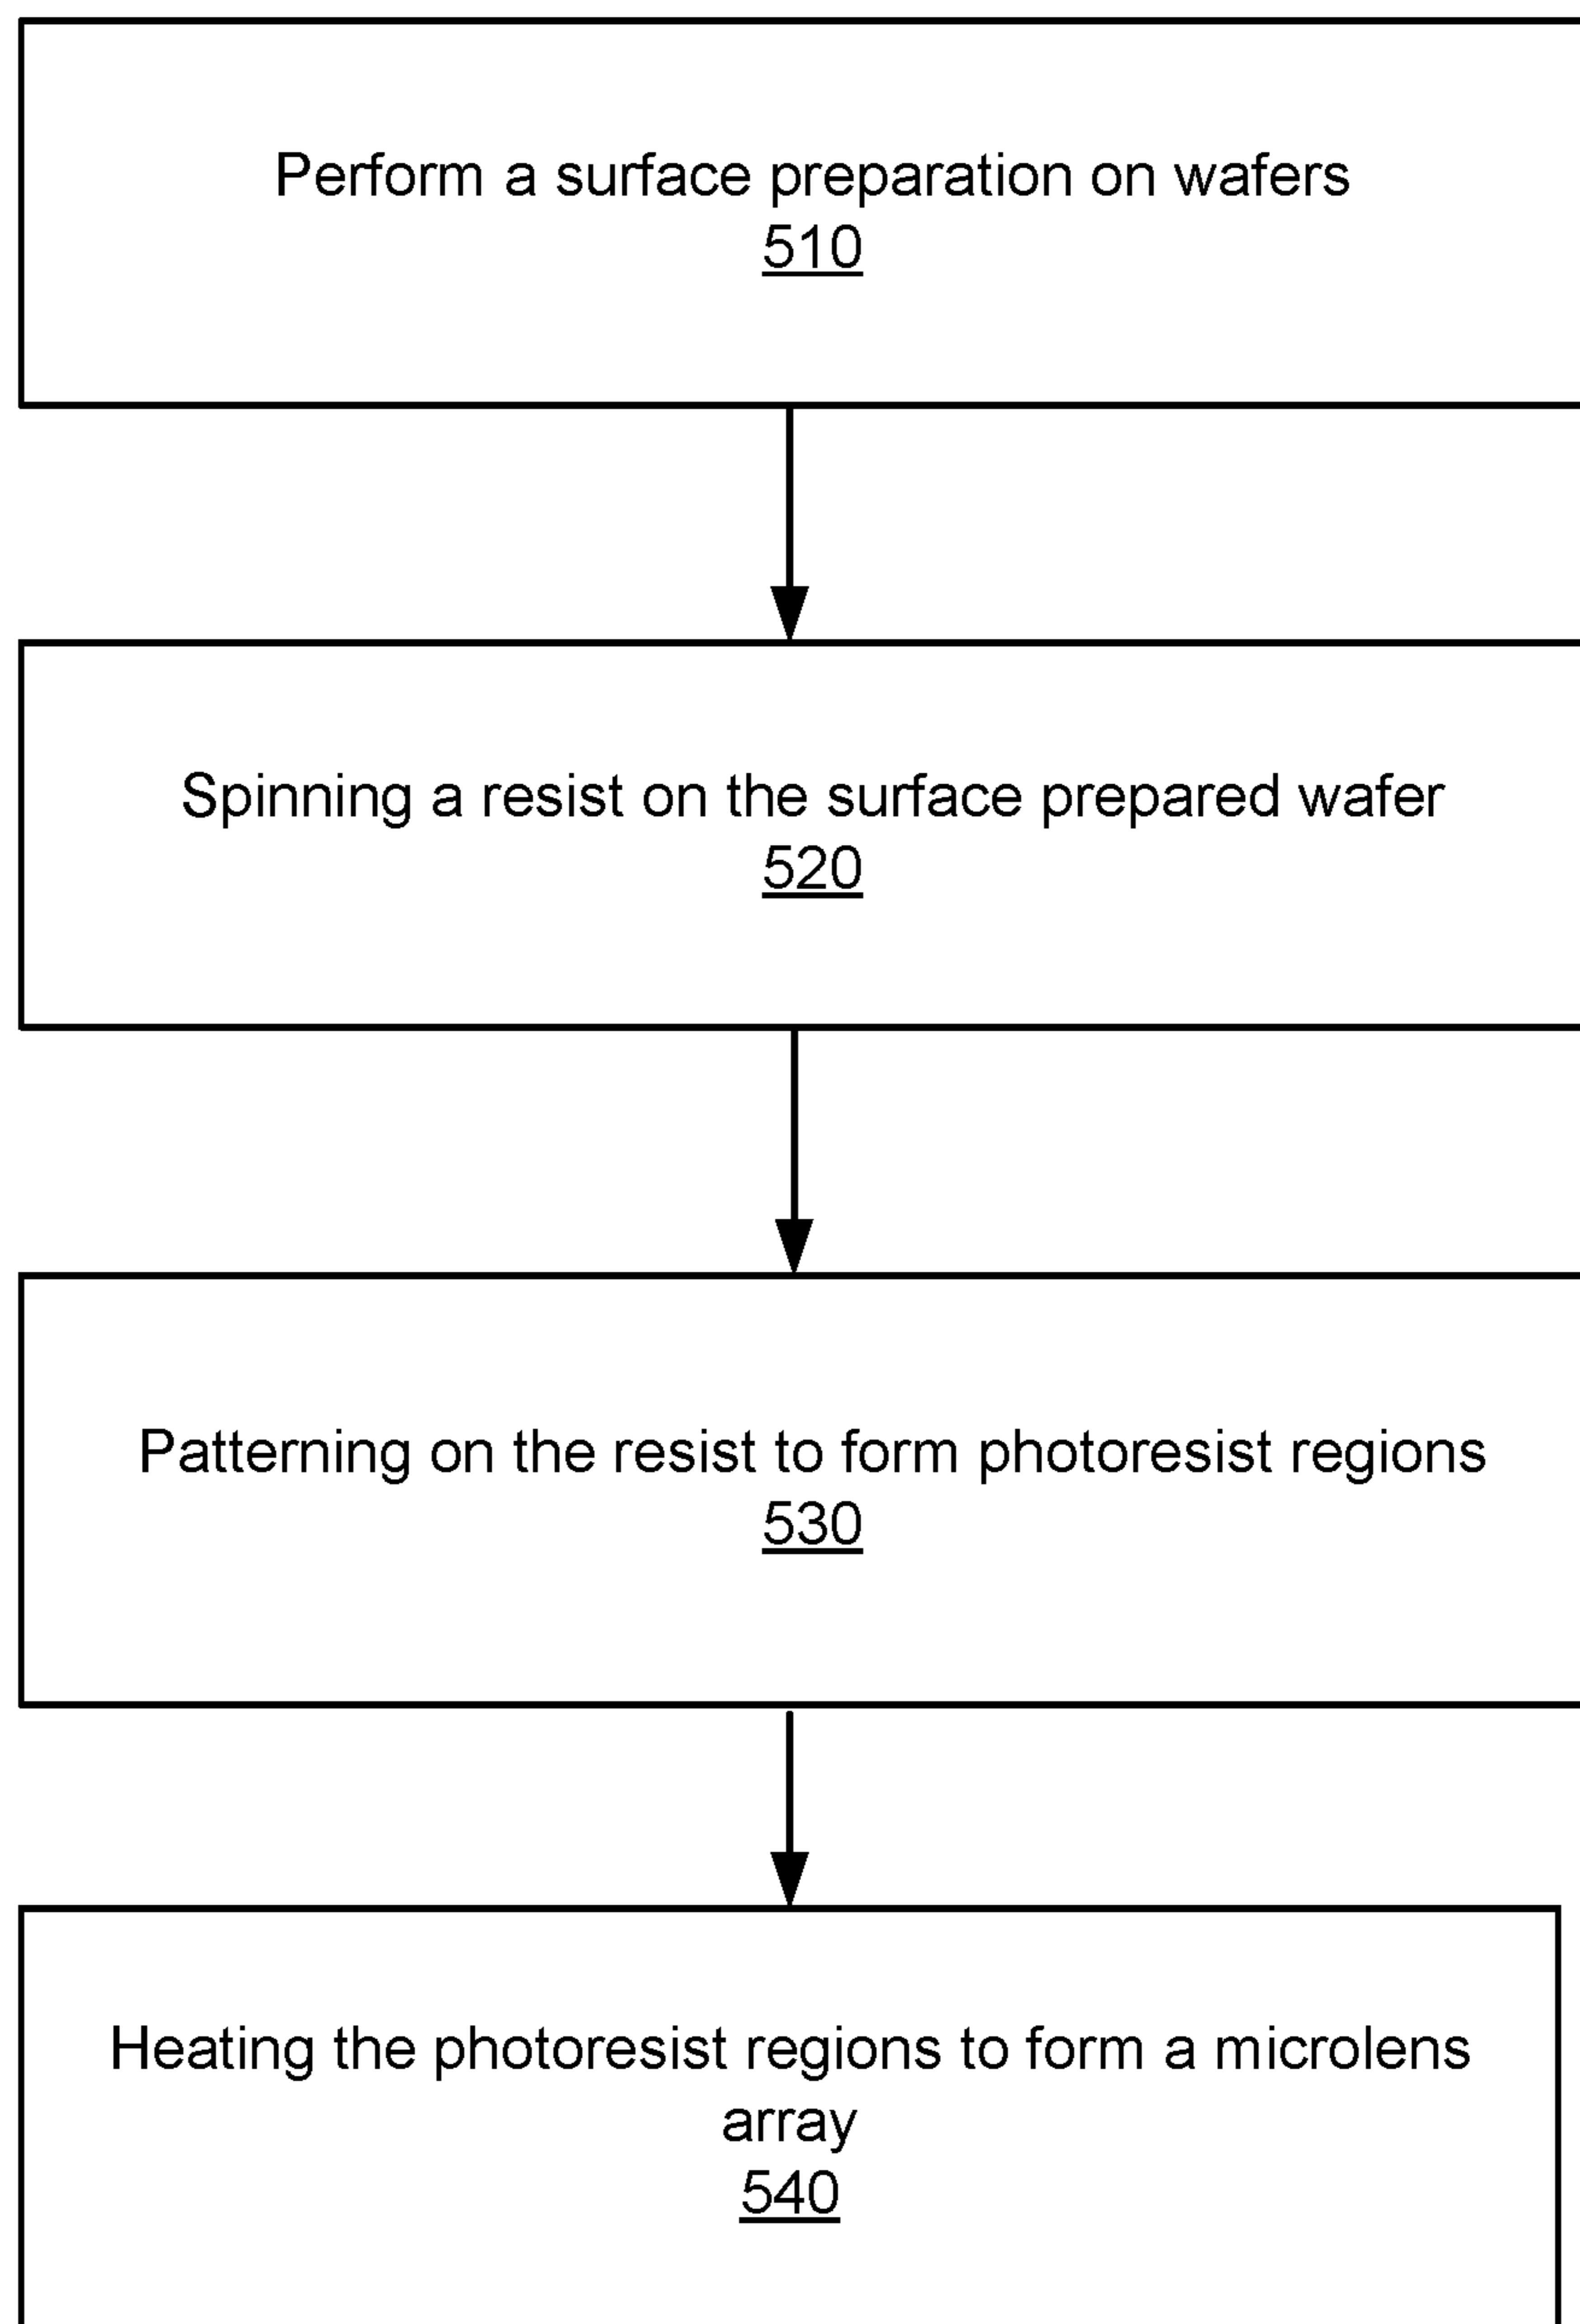 Perform a surface preparation on wafers
510
Spinning a resist on the surface prepared wafer
520
Patterning on the resist to form photoresist regions
530
Heating the photoresist regions to form a microlens
array
540